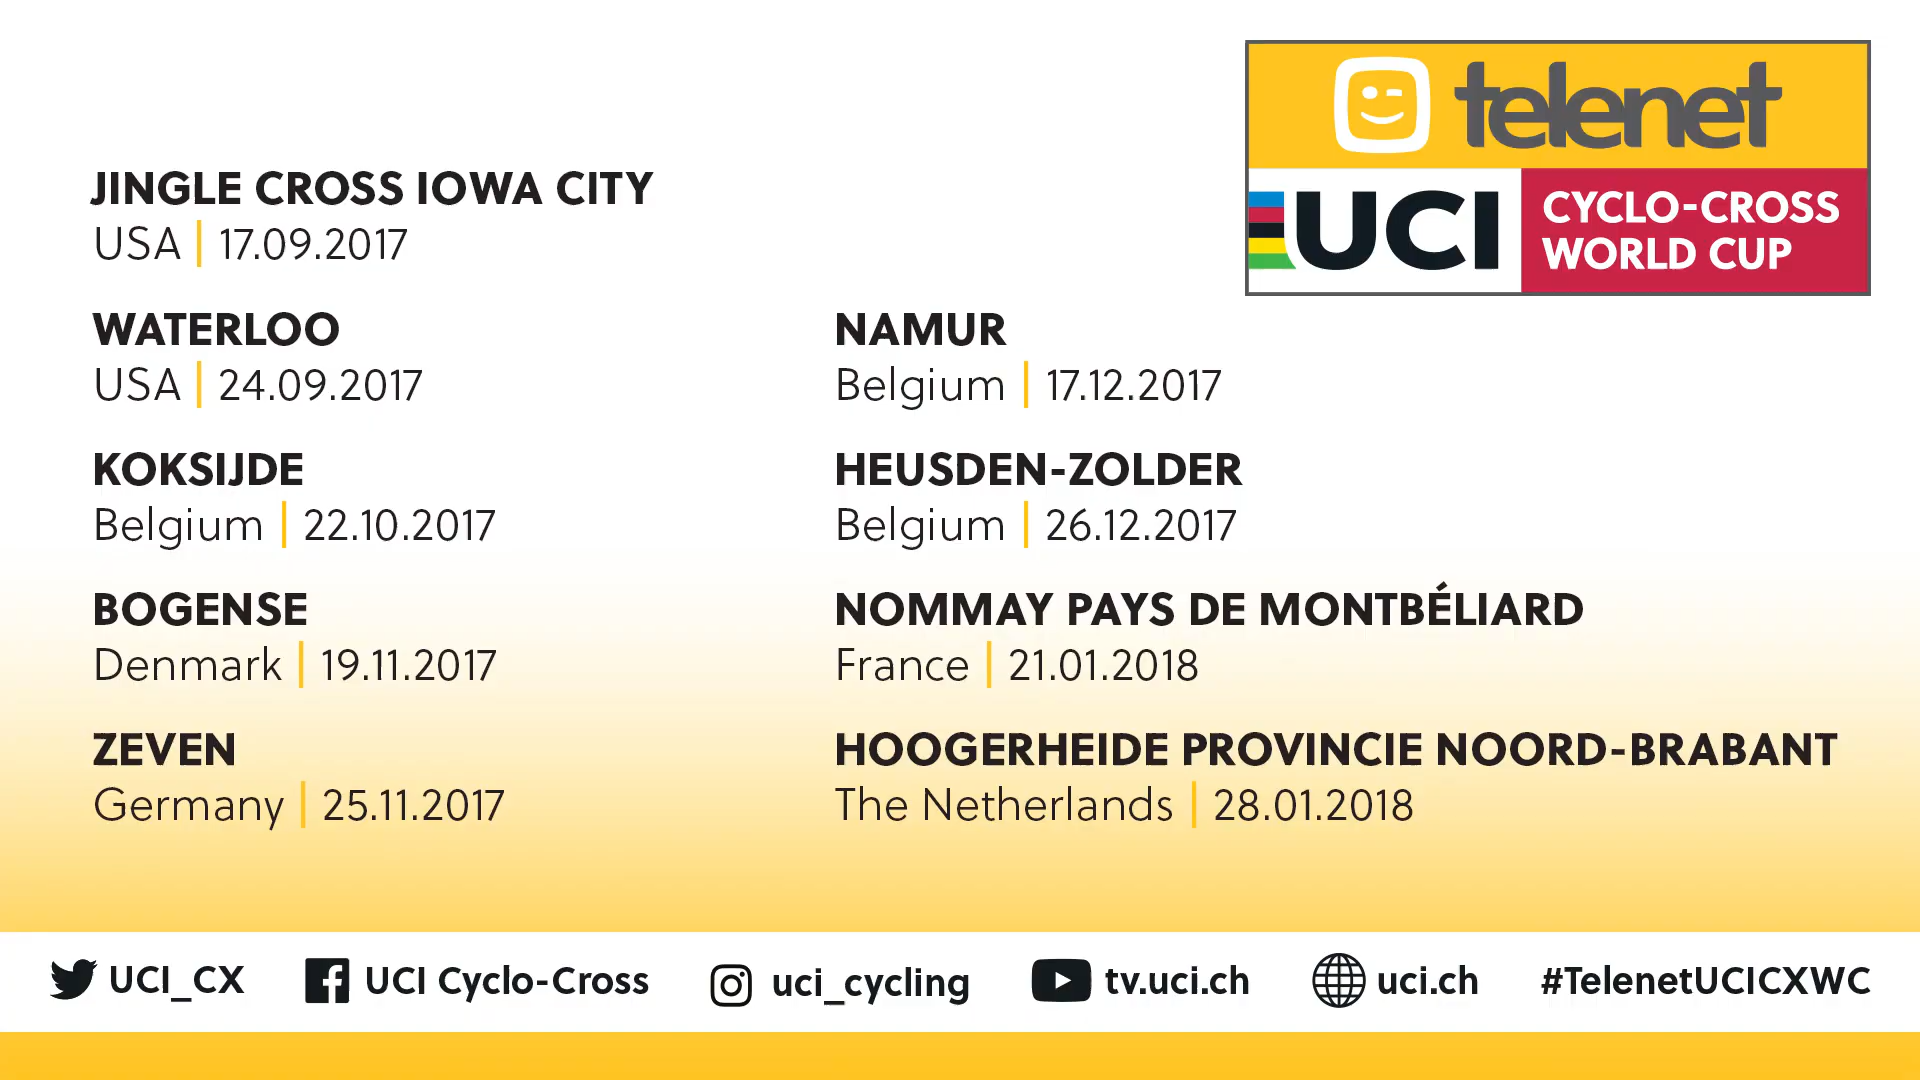 telenet
UCI
CYCLO-CROSS
WORLD CUP
JINGLE CROSS IOWA CITY
USA | 17.09.2017
WATERLOO
USA | 24.09.2017
KOKSIJDE
Belgium | 22.10.2017
BOGENSE
Denmark | 19.11.2017
ZEVEN
Germany | 25.11.2017
NAMUR
Belgium | 17.12.2017
HEUSDEN-ZOLDER
Belgium | 26.12.2017
NOMMAY PAYS DE MONTBÉLIARD
France | 21.01.2018
HOOGERHEIDE PROVINCIE NOORD-BRABANT
The Netherlands | 28.01.2018
UCI_CX UCI Cyclo-Cross uci_cycling tv.uci.ch uci.ch #TelenetUCICXWC